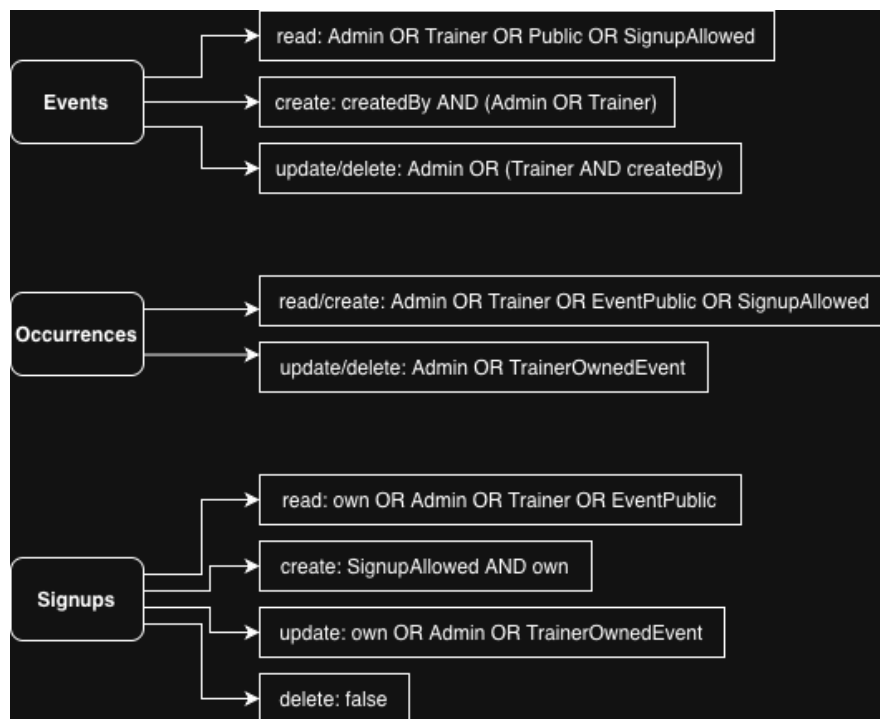 Events
read: Admin OR Trainer OR Public OR SignupAllowed
create: createdBy AND (Admin OR Trainer)
update/delete: Admin OR (Trainer AND createdBy)
Occurrences
read/create: Admin OR Trainer OR EventPublic OR SignupAllowed
update/delete: Admin OR TrainerOwnedEvent
Signups
read: own OR Admin OR Trainer OR EventPublic
create: SignupAllowed AND own
update: own OR Admin OR TrainerOwnedEvent
delete: false